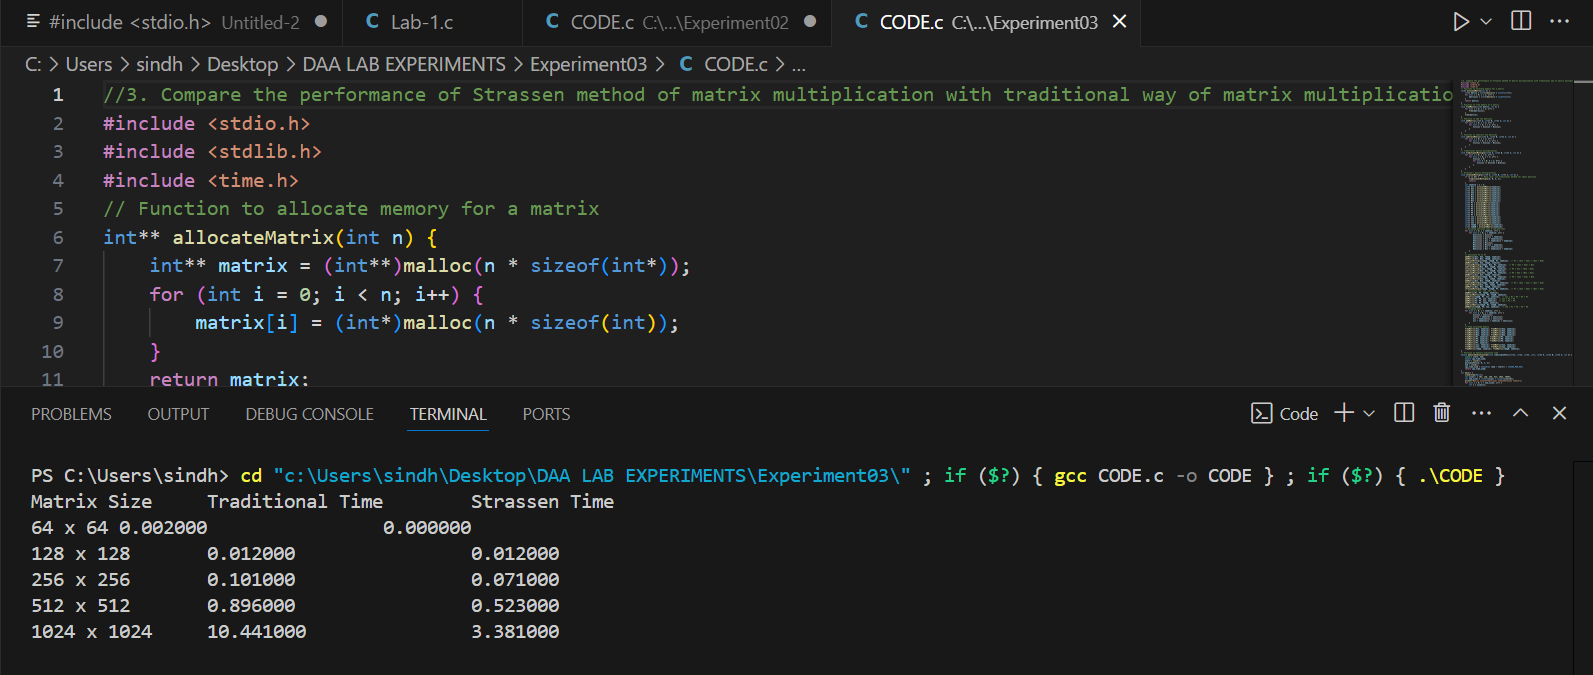 #include <stdio.h> Untitled-2 C Lab-1.c C CODE.c C:\...\Experiment02 C CODE.c C:\...\Experiment03
C: > Users > sindh > Desktop > DAA LAB EXPERIMENTS > Experiment03 > C CODE.c > ...
1 //3. Compare the performance of Strassen method of matrix multiplication with traditional way of matrix multiplicatio
2 #include <stdio.h>
3 #include <stdlib.h>
4 #include <time.h>
5 // Function to allocate memory for a matrix
6 int** allocateMatrix(int n) {
7 int** matrix = (int**)malloc(n * sizeof(int*));
8 for (int i = 0; i < n; i++) {
9 matrix[i] = (int*)malloc(n * sizeof(int));
10 }
11 return matrix;
PROBLEMS OUTPUT DEBUG CONSOLE TERMINAL PORTS Code
PS C:\Users\sindh> cd "c:\Users\sindh\Desktop\DAA LAB EXPERIMENTS\Experiment03\" ; if ($?) { gcc CODE.c -o CODE } ; if ($?) { .\CODE }
Matrix Size Traditional Time Strassen Time
64 x 64 0.002000 0.000000
128 x 128 0.012000 0.012000
256 x 256 0.101000 0.071000
512 x 512 0.896000 0.523000
1024 x 1024 10.441000 3.381000